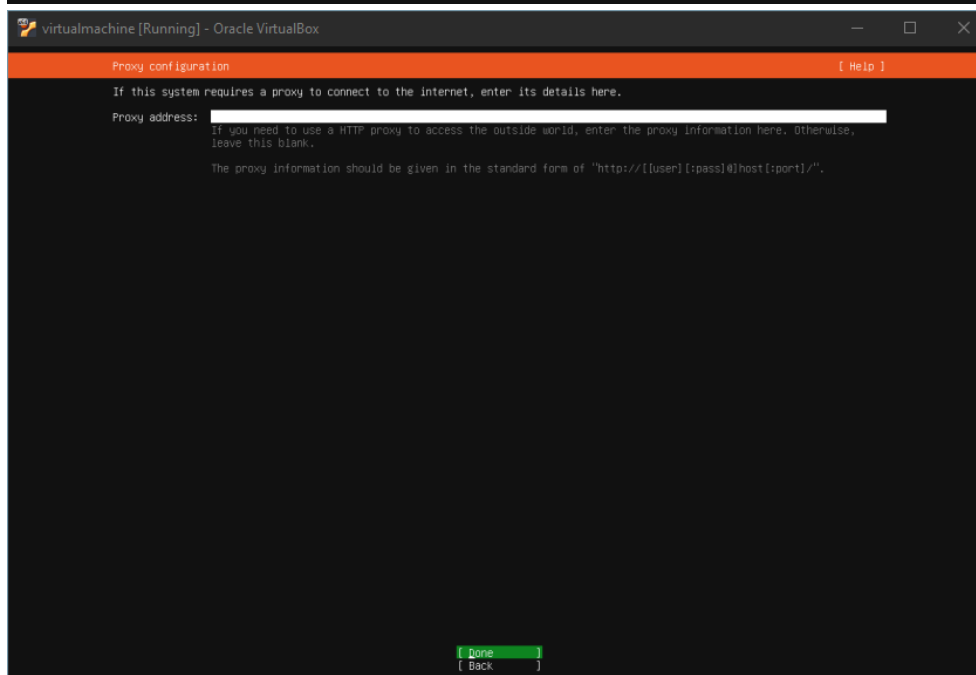 virtualmachine [Running] - Oracle VirtualBox
Proxy configuration [ Help ]
If this system requires a proxy to connect to the internet, enter its details here.
Proxy address:
If you need to use a HTTP proxy to access the outside world, enter the proxy information here. Otherwise,
leave this blank.
The proxy information should be given in the standard form of "http://[[user][:pass]@]host[:port]/".
[ Done ]
[ Back ]